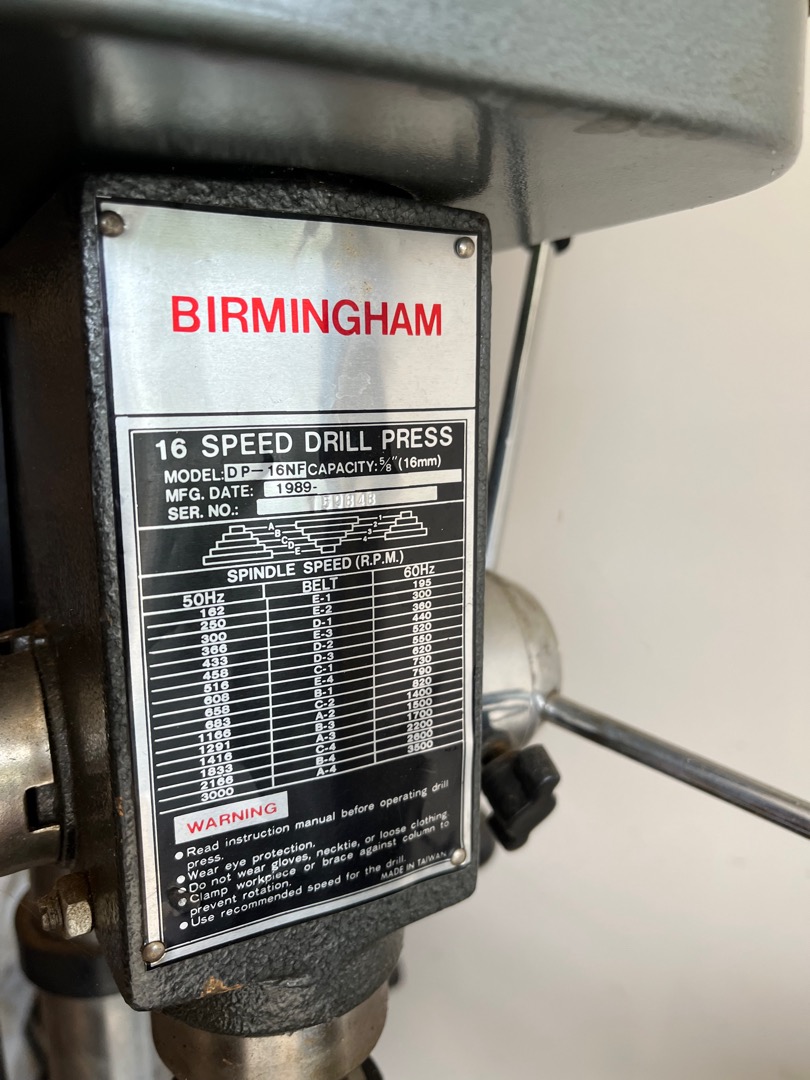 BIRMINGHAM
16 SPEED DRILL PRESS
MODEL: DP-16NF CAPACITY: 5/8" (16mm)
MFG. DATE: 1989-
SER. NO.:
A 1
B 2
C 3
D 4
E
SPINDLE SPEED (R.P.M.)
50Hz BELT 60Hz
162 E-1 195
250 E-2 300
300 D-1 360
366 E-3 440
433 D-2 520
458 D-3 550
516 C-1 620
608 E-4 730
658 B-1 790
683 C-2 820
1166 A-2 1400
1291 B-3 1500
1416 A-3 1700
1833 C-4 2200
2166 B-4 2600
3000 A-4 3500
WARNING
• Read instruction manual before operating drill
press.
• Wear eye protection.
• Do not wear gloves, necktie, or loose clothing
• Clamp workpiece or brace against column to
prevent rotation.
• Use recommended speed for the drill.
MADE IN TAIWAN